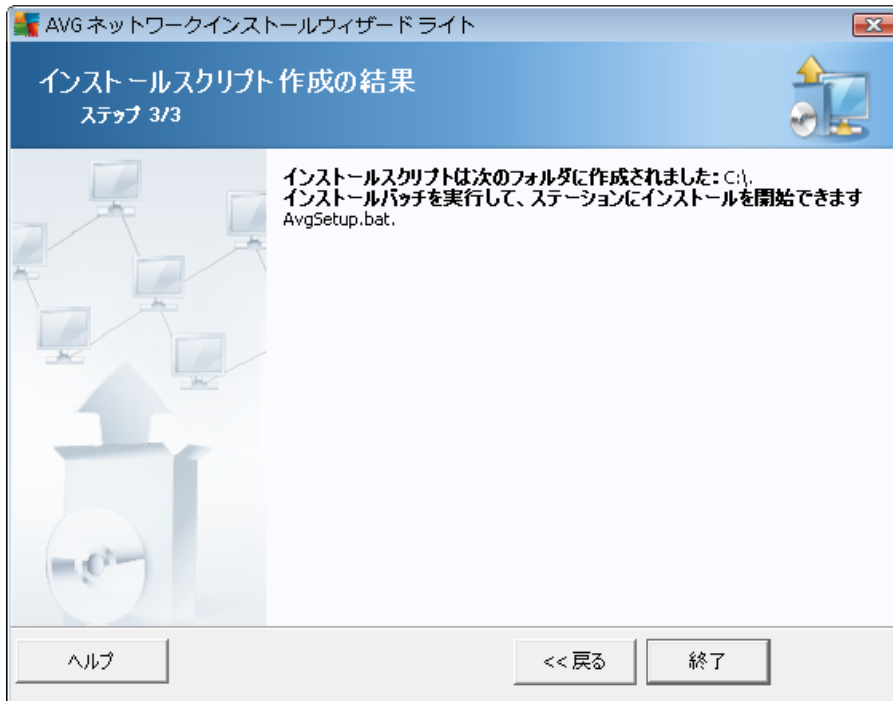 AVG ネットワークインストールウィザード ライト
インストールスクリプト作成の結果
ステップ 3/3
インストールスクリプトは次のフォルダに作成されました: C:\.
インストールバッチを実行して、ステーションにインストールを開始できます
AvgSetup.bat.
ヘルプ
<< 戻る
終了